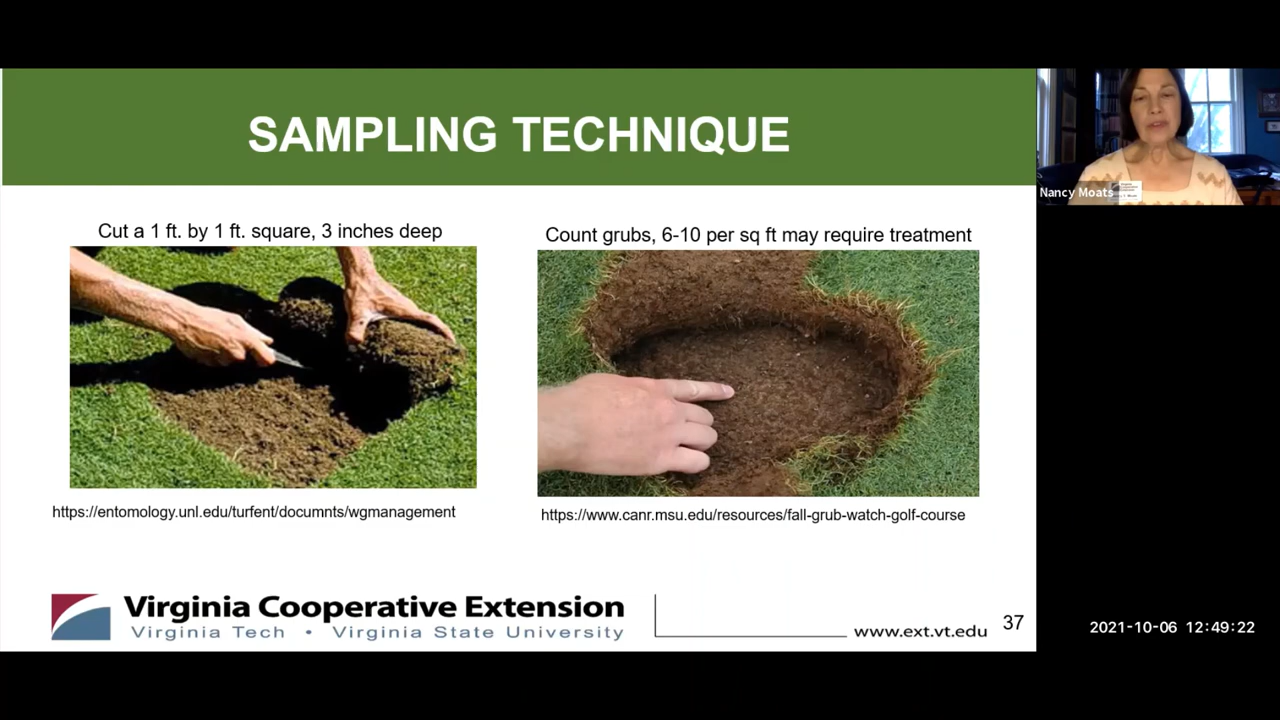 SAMPLING TECHNIQUE
Cut a 1 ft. by 1 ft. square, 3 inches deep
Count grubs, 6-10 per sq ft may require treatment
https://entomology.unl.edu/turfent/documnts/wgmanagement
https://www.canr.msu.edu/resources/fall-grub-watch-golf-course
Virginia Cooperative Extension
Virginia Tech • Virginia State University
www.ext.vt.edu
37
Nancy Moats
2021-10-06 12:49:22